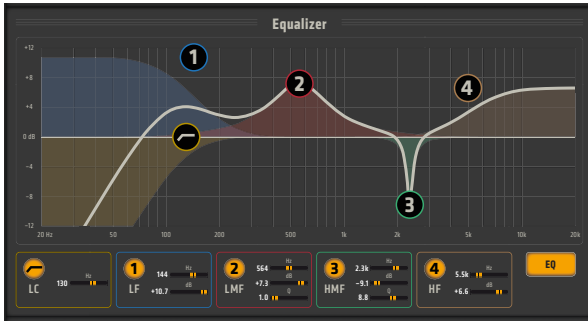 Equalizer
+12
+8
+4
0 dB
−4
−8
−12
1
2
3
4
20 Hz 50 100 200 500 1k 2k 5k 10k 20k
LC
Hz
130
1
LF
Hz
144
dB
+10.7
2
LMF
Hz
564
dB
+7.3
Q
1.0
3
HMF
Hz
2.3k
dB
−9.1
Q
8.8
4
HF
Hz
5.5k
dB
+6.6
EQ